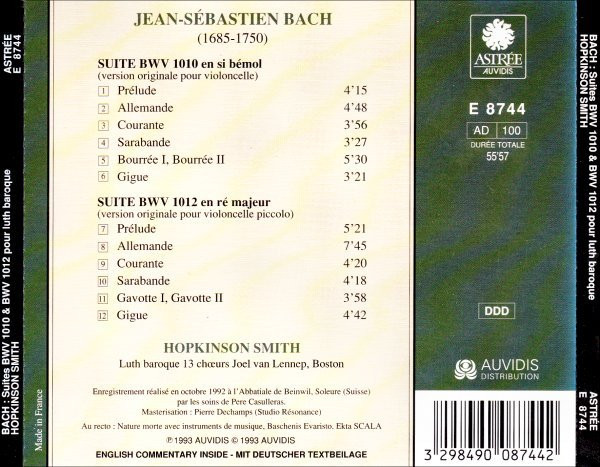 ASTRÉE
E 8744
BACH : Suites BWV 1010 & BWV 1012 pour luth baroque
HOPKINSON SMITH
Made in France
JEAN-SÉBASTIEN BACH
(1685-1750)
SUITE BWV 1010 en si bémol
(version originale pour violoncelle)
1 Prélude 4'15
2 Allemande 4'48
3 Courante 3'56
4 Sarabande 3'27
5 Bourrée I, Bourrée II 5'30
6 Gigue 3'21
SUITE BWV 1012 en ré majeur
(version originale pour violoncelle piccolo)
7 Prélude 5'21
8 Allemande 7'45
9 Courante 4'20
10 Sarabande 4'18
11 Gavotte I, Gavotte II 3'58
12 Gigue 4'42
HOPKINSON SMITH
Luth baroque 13 chœurs Joel van Lennep, Boston
Enregistrement réalisé en octobre 1992 à l'Abbatiale de Beinwil, Soleure (Suisse)
par les soins de Pere Casulleras.
Masterisation : Pierre Dechamps (Studio Résonance)
Au recto : Nature morte avec instruments de musique, Baschenis Evaristo. Ekta SCALA
℗ 1993 AUVIDIS © 1993 AUVIDIS
ENGLISH COMMENTARY INSIDE - MIT DEUTSCHEM TEXTBEILAGE
ASTRÉE
AUVIDIS
E 8744
AD 100
DURÉE TOTALE
55'57
DDD
AUVIDIS
DISTRIBUTION
3 298490 087442
BACH : Suites BWV 1010 & BWV 1012 pour luth baroque
HOPKINSON SMITH
ASTRÉE
E 8744